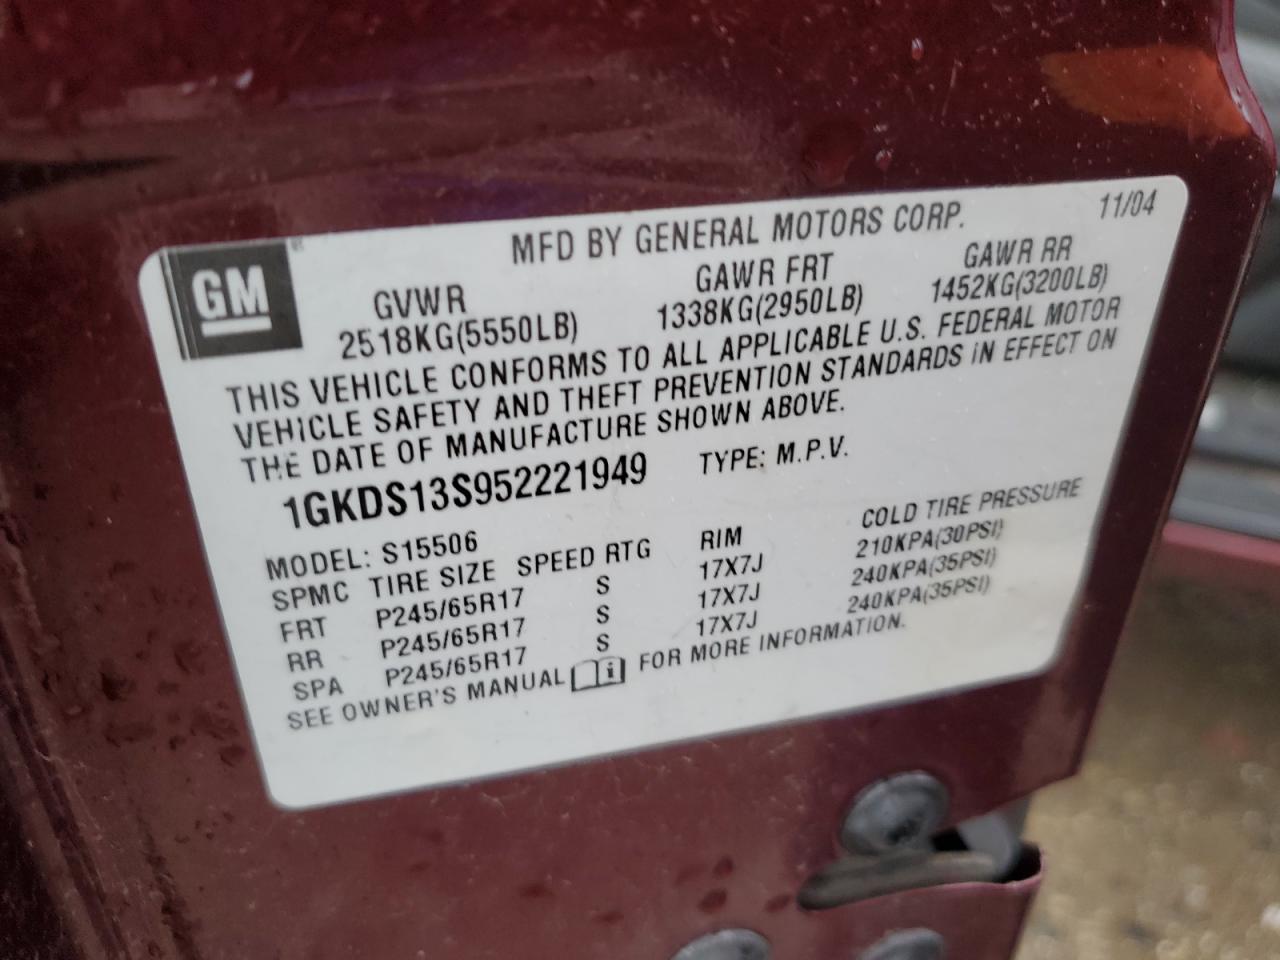 11/04
GM
MFD BY GENERAL MOTORS CORP.
GVWR GAWR FRT GAWR RR
2518KG(5550LB) 1338KG(2950LB) 1452KG(3200LB)
THIS VEHICLE CONFORMS TO ALL APPLICABLE U.S. FEDERAL MOTOR
VEHICLE SAFETY AND THEFT PREVENTION STANDARDS IN EFFECT ON
THE DATE OF MANUFACTURE SHOWN ABOVE.
1GKDS13S952221949 TYPE: M.P.V.
MODEL: S15506
SPMC TIRE SIZE SPEED RTG RIM COLD TIRE PRESSURE
FRT P245/65R17 S 17X7J 210KPA(30PSI)
RR P245/65R17 S 17X7J 240KPA(35PSI)
SPA P245/65R17 S 17X7J 240KPA(35PSI)
SEE OWNER'S MANUAL FOR MORE INFORMATION.